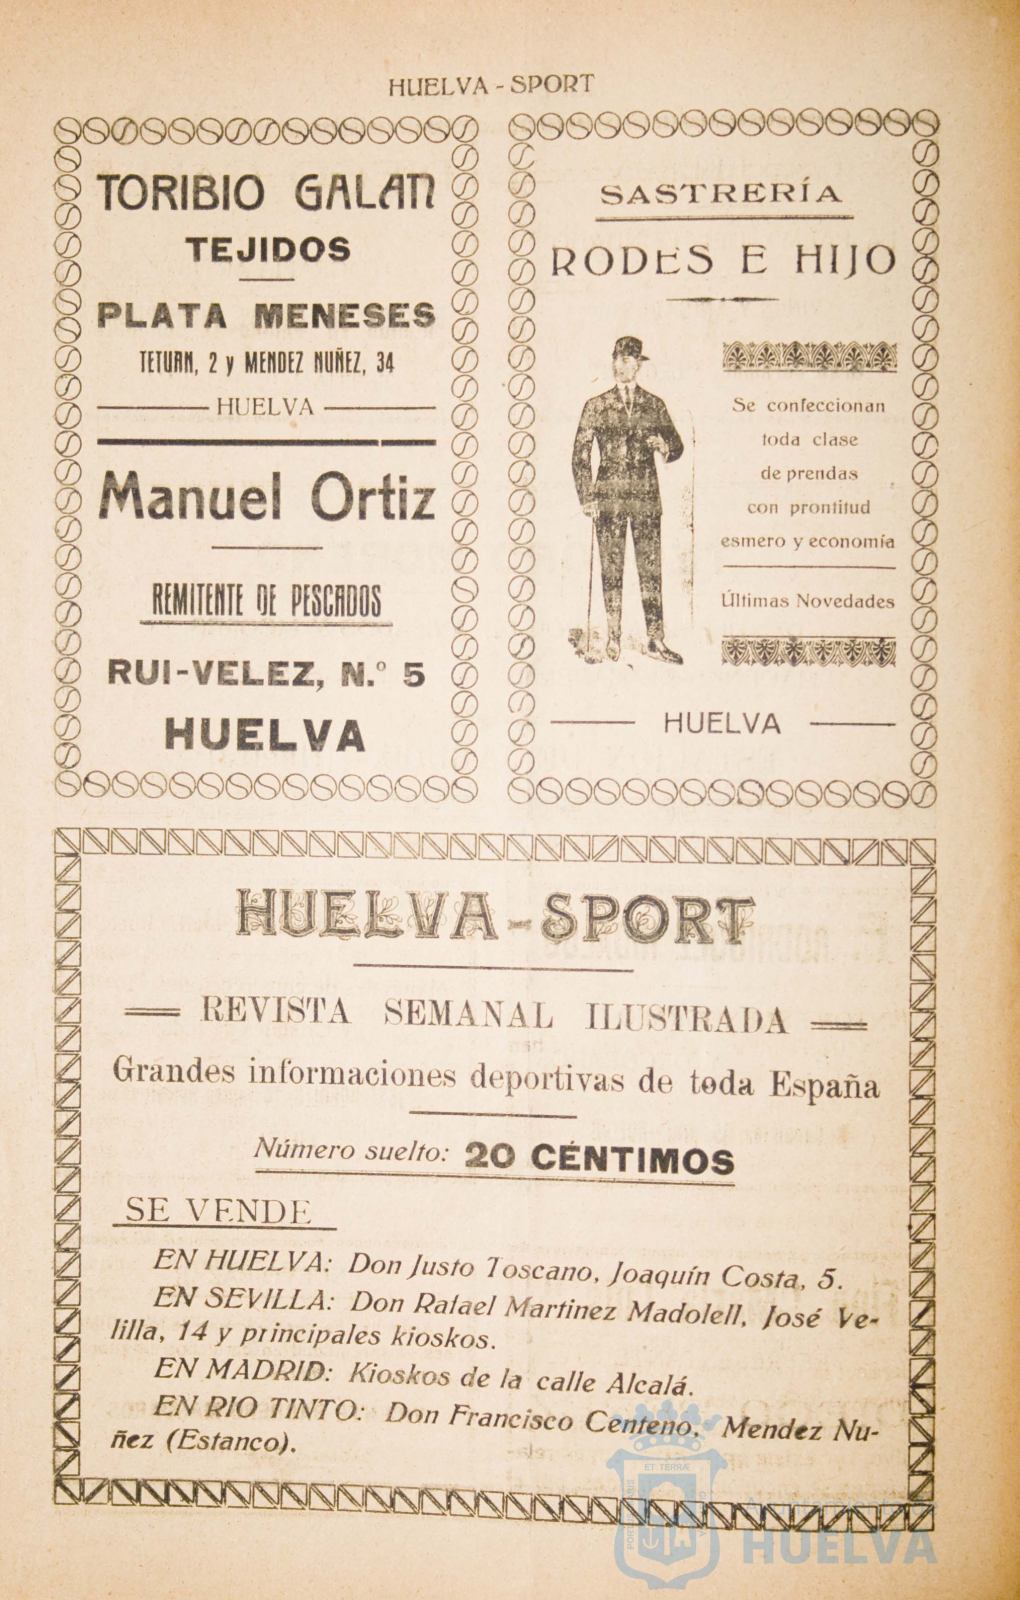 HUELVA - SPORT
TORIBIO GALAN
TEJIDOS
PLATA MENESES
TETUAN, 2 y MENDEZ NUÑEZ, 34
HUELVA
Manuel Ortiz
REMITENTE DE PESCADOS
RUI-VELEZ, N.º 5
HUELVA
SASTRERÍA
RODES E HIJO
Se confeccionan
toda clase
de prendas
con prontitud
esmero y economía
Últimas Novedades
HUELVA
HUELVA - SPORT
REVISTA SEMANAL ILUSTRADA
Grandes informaciones deportivas de toda España
Número suelto: 20 CÉNTIMOS
SE VENDE
EN HUELVA: Don Justo Toscano, Joaquín Costa, 5.
EN SEVILLA: Don Rafael Martinez Madolell, José Ve-
lilla, 14 y principales kioskos.
EN MADRID: Kioskos de la calle Alcalá.
EN RIO TINTO: Don Francisco Centeno, Mendez Nu-
ñez (Estanco).
ET TERRÆ
HUELVA